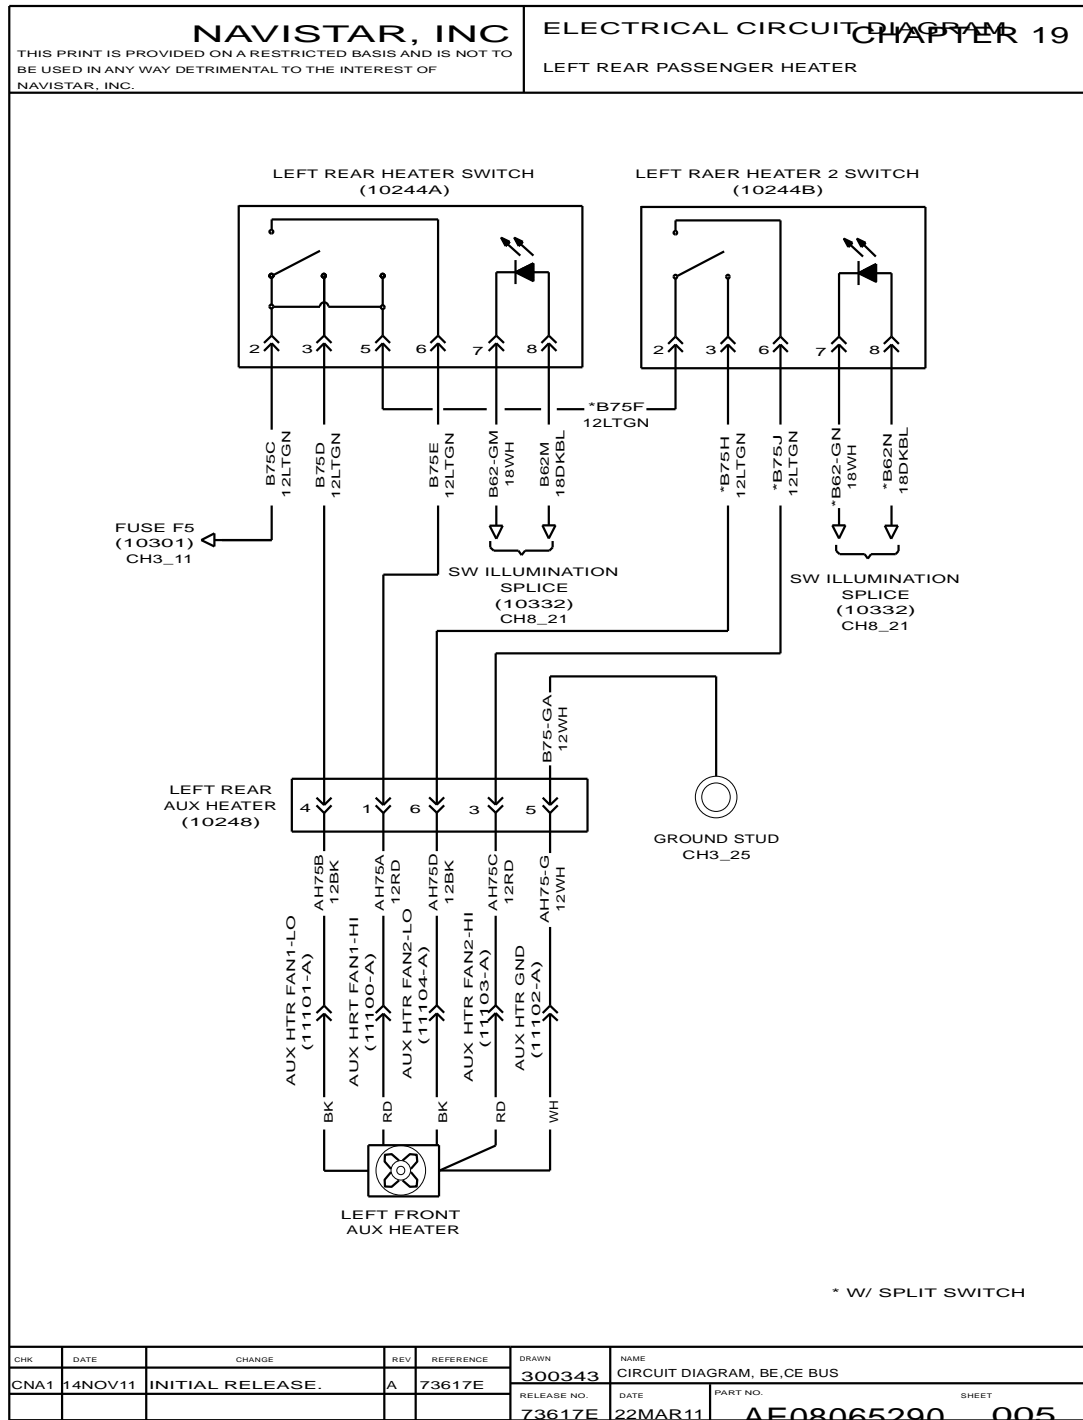 NAVISTAR, INC
THIS PRINT IS PROVIDED ON A RESTRICTED BASIS AND IS NOT TO
BE USED IN ANY WAY DETRIMENTAL TO THE INTEREST OF
NAVISTAR, INC.
ELECTRICAL CIRCUIT DIAGRAM
CHAPTER 19
LEFT REAR PASSENGER HEATER
LEFT REAR HEATER SWITCH
(10244A)
LEFT RAER HEATER 2 SWITCH
(10244B)
2 3 5 6 7 8
2 3 6 7 8
*B75F
12LTGN
B75C
12LTGN
B75D
12LTGN
B75E
12LTGN
B62-GM
18WH
B62M
18DKBL
*B75H
12LTGN
*B75J
12LTGN
*B62-GN
18WH
*B62N
18DKBL
FUSE F5
(10301)
CH3_11
SW ILLUMINATION
SPLICE
(10332)
CH8_21
SW ILLUMINATION
SPLICE
(10332)
CH8_21
B75-GA
12WH
LEFT REAR
AUX HEATER
(10248)
4 1 6 3 5
GROUND STUD
CH3_25
AH75B
12BK
AH75A
12RD
AH75D
12BK
AH75C
12RD
AH75-G
12WH
AUX HTR FAN1-LO
(11101-A)
AUX HRT FAN1-HI
(11100-A)
AUX HTR FAN2-LO
(11104-A)
AUX HTR FAN2-HI
(11103-A)
AUX HTR GND
(11102-A)
BK
RD
BK
RD
WH
LEFT FRONT
AUX HEATER
* W/ SPLIT SWITCH
CHK DATE CHANGE REV REFERENCE
CNA1 14NOV11 INITIAL RELEASE. A 73617E
DRAWN
300343
NAME
CIRCUIT DIAGRAM, BE,CE BUS
RELEASE NO.
73617E
DATE
22MAR11
PART NO.
AE08065290
SHEET
005